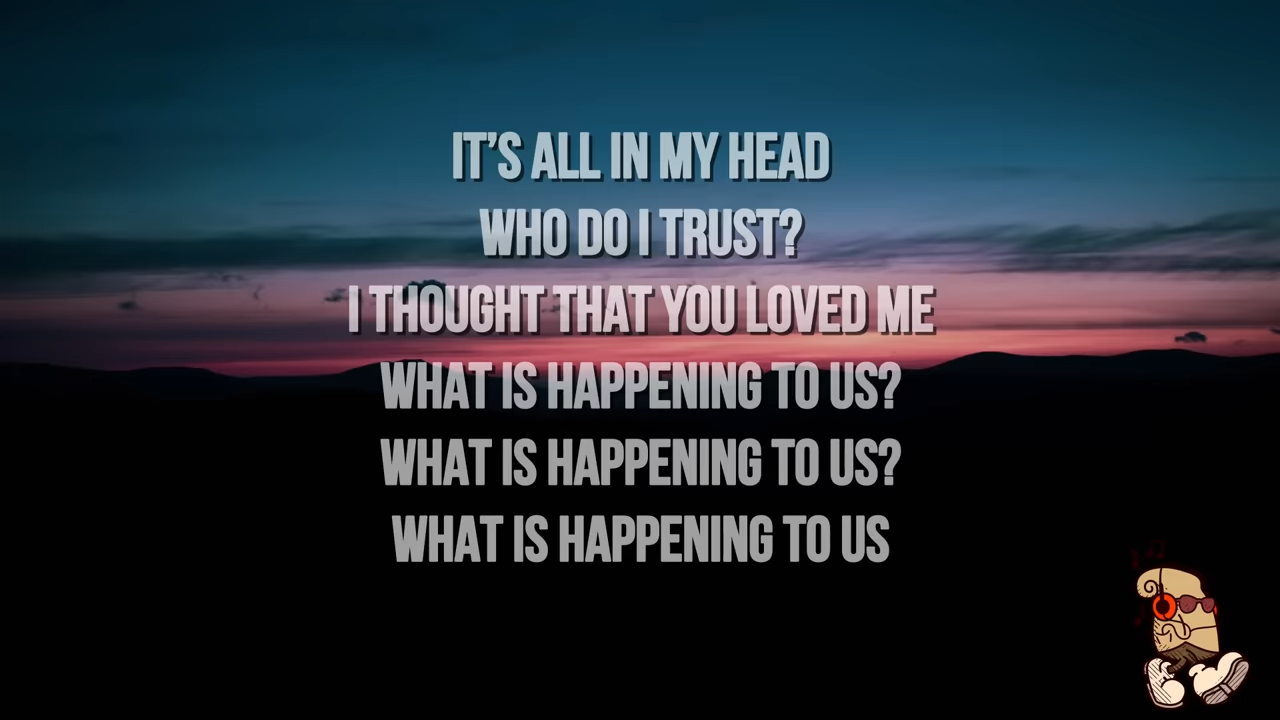 IT'S ALL IN MY HEAD
WHO DO I TRUST?
I THOUGHT THAT YOU LOVED ME
WHAT IS HAPPENING TO US?
WHAT IS HAPPENING TO US?
WHAT IS HAPPENING TO US